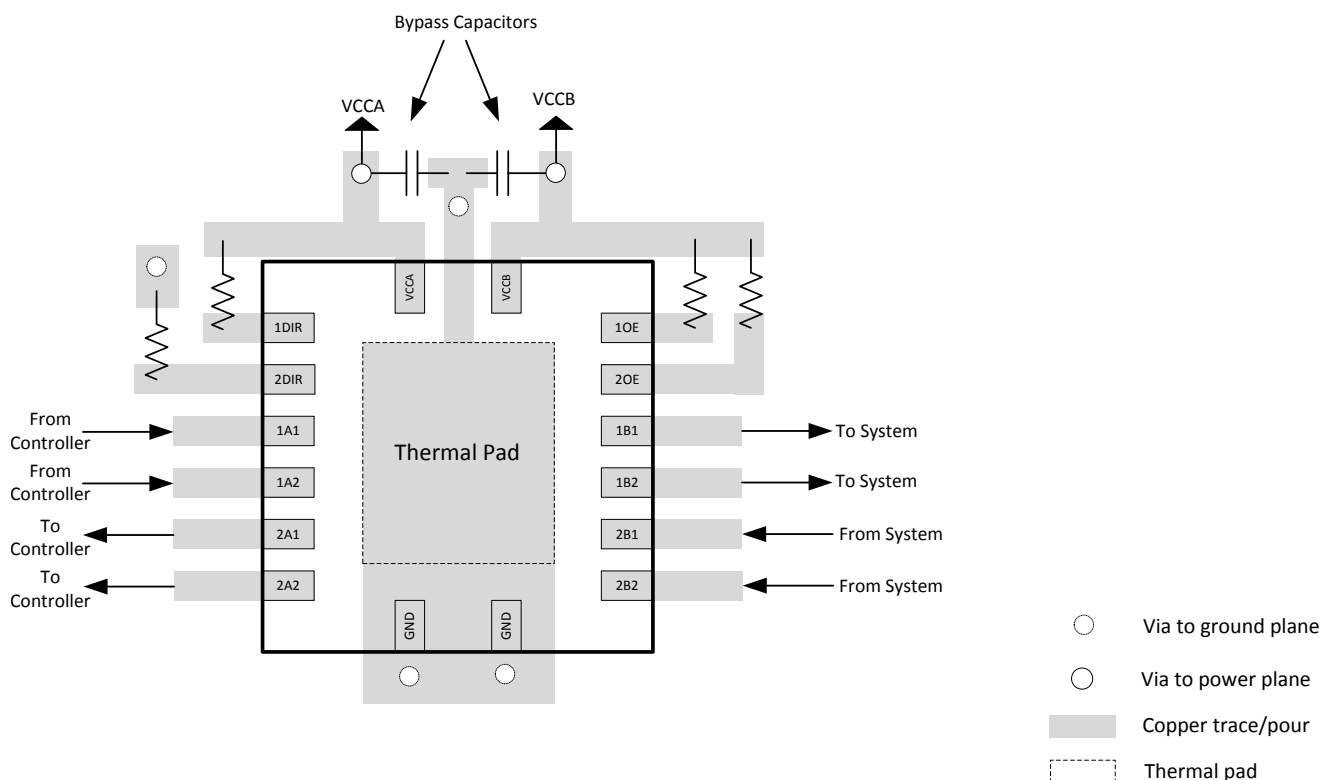 Bypass Capacitors
VCCA
VCCB
VCCA
VCCB
1DIR
1OE
2DIR
2OE
From
Controller
1A1
1B1
To System
From
Controller
Thermal Pad
1A2
1B2
To System
To
Controller
2A1
2B1
From System
To
Controller
2A2
2B2
From System
GND
GND
Via to ground plane
Via to power plane
Copper trace/pour
Thermal pad